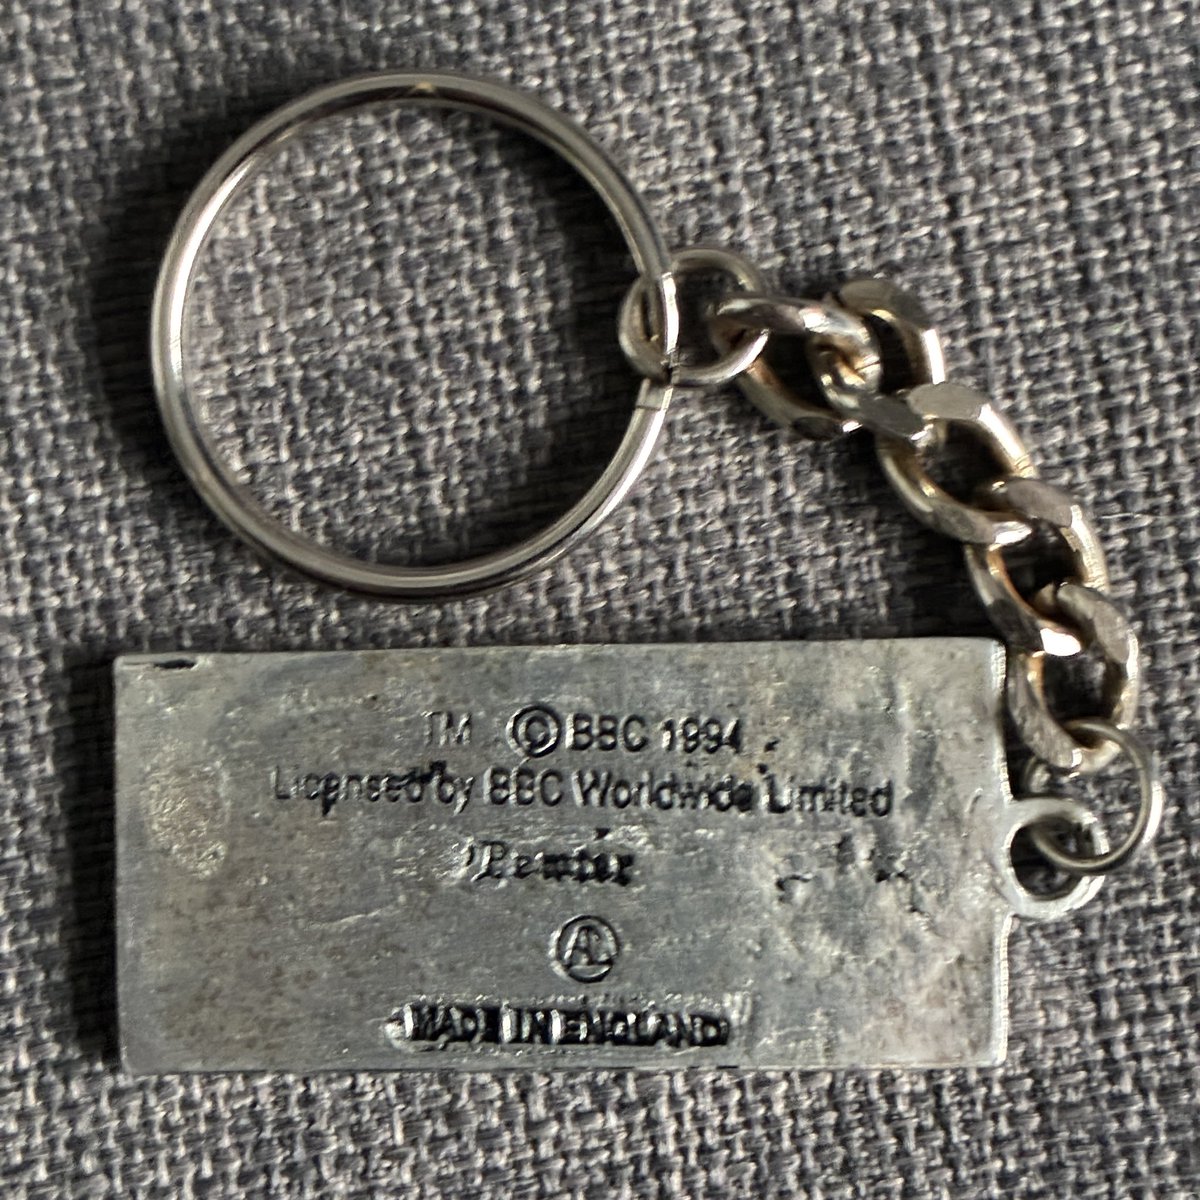 TM © BBC 1994
Licensed by BBC Worldwide Limited
Pewter
AL
MADE IN ENGLAND